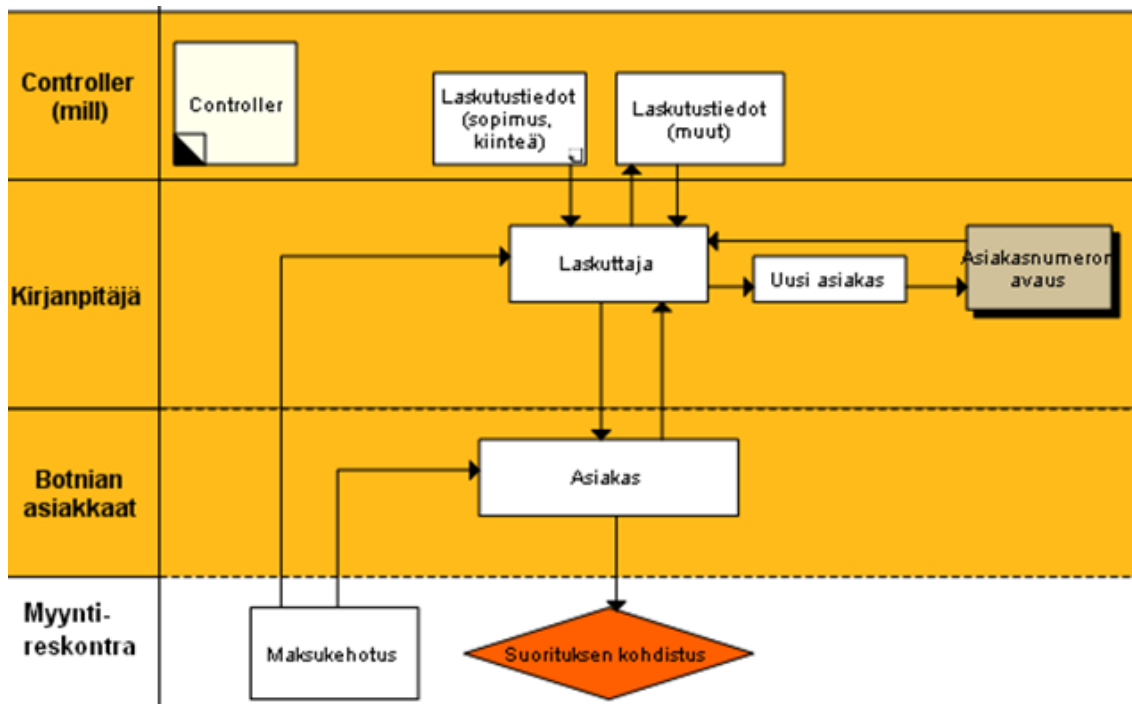 Controller
(mill)
Controller
Laskutustiedot
(sopimus,
kiinteä)
Laskutustiedot
(muut)
Kirjanpitäjä
Laskuttaja
Uusi asiakas
Asiakasnumeron
avaus
Botnian
asiakkaat
Asiakas
Myynti-
reskontra
Maksukehotus
Suorituksen kohdistus